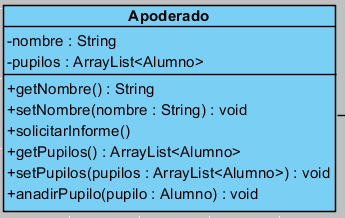 Apoderado
-nombre : String
-pupilos : ArrayList<Alumno>
+getNombre() : String
+setNombre(nombre : String) : void
+solicitarInforme()
+getPupilos() : ArrayList<Alumno>
+setPupilos(pupilos : ArrayList<Alumno>) : void
+anadirPupilo(pupilo : Alumno) : void